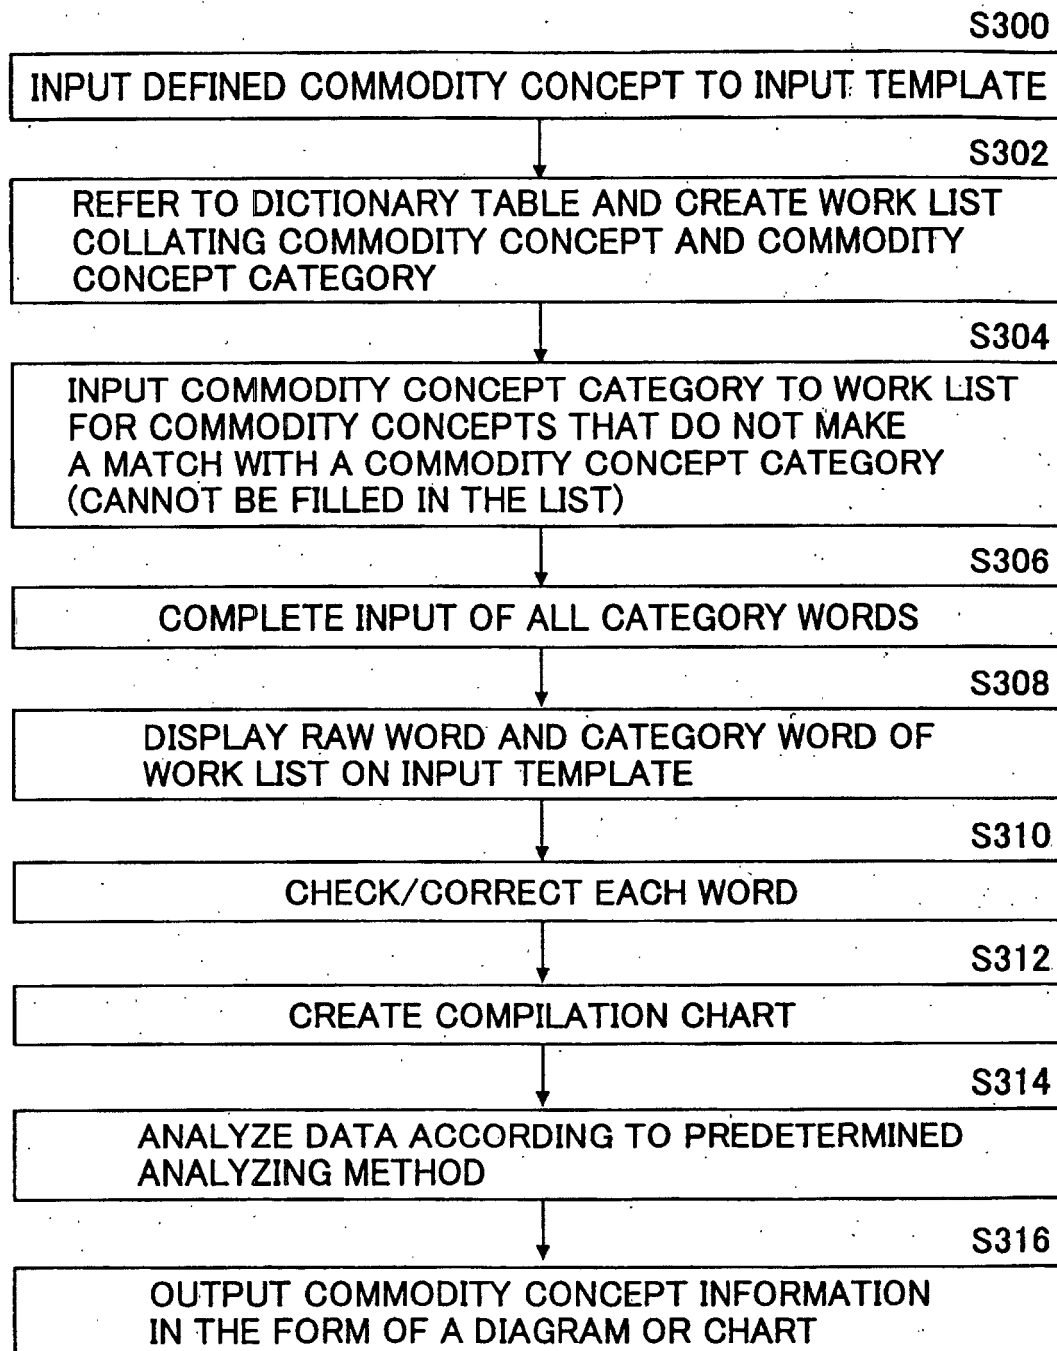 S300
INPUT DEFINED COMMODITY CONCEPT TO INPUT TEMPLATE
S302
REFER TO DICTIONARY TABLE AND CREATE WORK LIST
COLLATING COMMODITY CONCEPT AND COMMODITY
CONCEPT CATEGORY
S304
INPUT COMMODITY CONCEPT CATEGORY TO WORK LIST
FOR COMMODITY CONCEPTS THAT DO NOT MAKE
A MATCH WITH A COMMODITY CONCEPT CATEGORY
(CANNOT BE FILLED IN THE LIST)
S306
COMPLETE INPUT OF ALL CATEGORY WORDS
S308
DISPLAY RAW WORD AND CATEGORY WORD OF
WORK LIST ON INPUT TEMPLATE
S310
CHECK/CORRECT EACH WORD
S312
CREATE COMPILATION CHART
S314
ANALYZE DATA ACCORDING TO PREDETERMINED
ANALYZING METHOD
S316
OUTPUT COMMODITY CONCEPT INFORMATION
IN THE FORM OF A DIAGRAM OR CHART